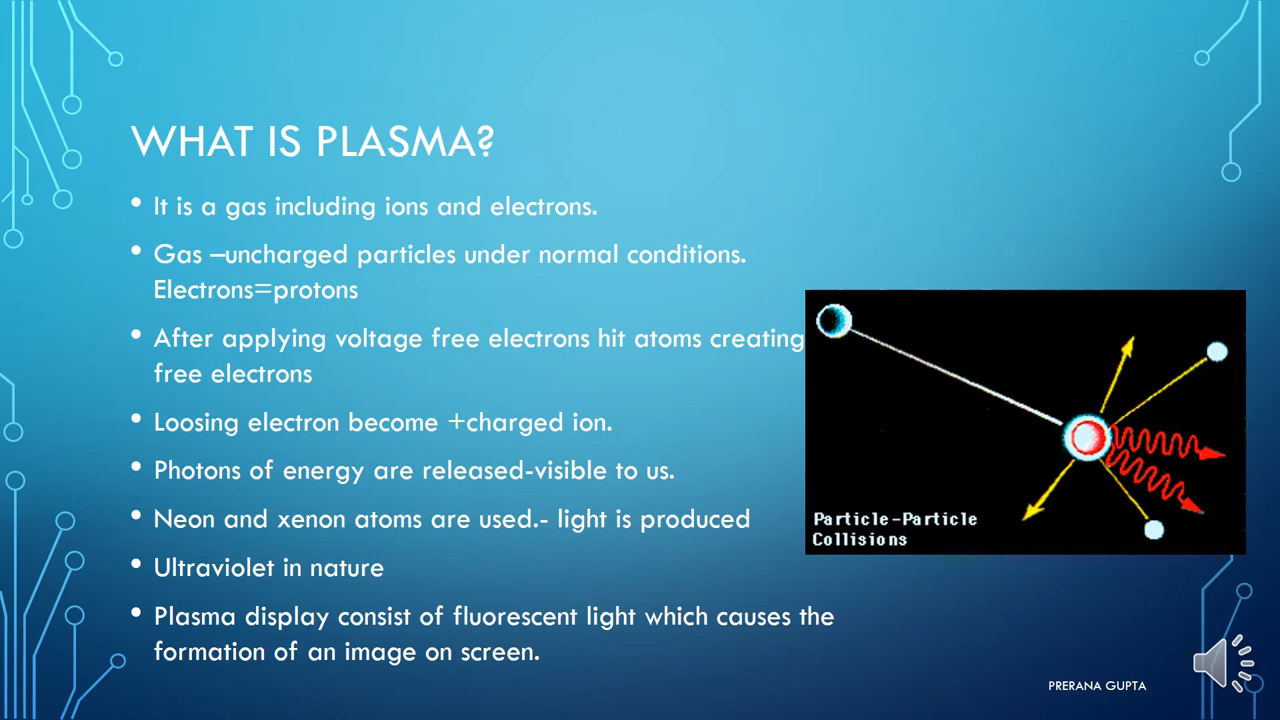 WHAT IS PLASMA?
• It is a gas including ions and electrons.
• Gas –uncharged particles under normal conditions.
Electrons=protons
• After applying voltage free electrons hit atoms creating
free electrons
• Loosing electron become +charged ion.
• Photons of energy are released-visible to us.
• Neon and xenon atoms are used.- light is produced
• Ultraviolet in nature
• Plasma display consist of fluorescent light which causes the
formation of an image on screen.
Particle-Particle
Collisions
PRERANA GUPTA